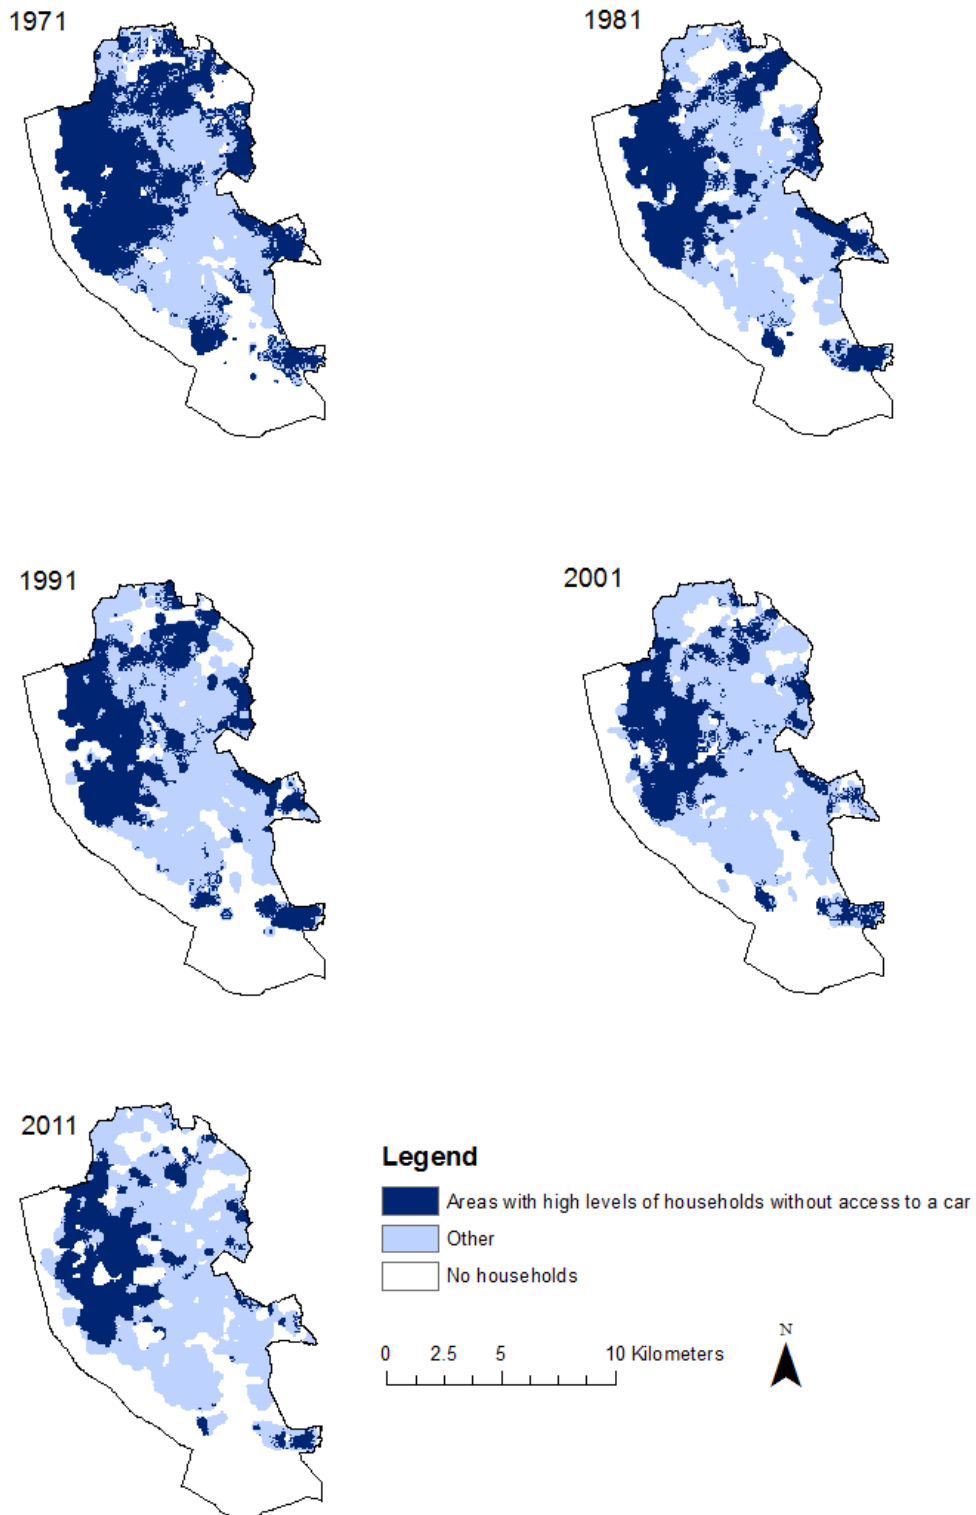 1971
1981
1991
2001
2011
Legend
Areas with high levels of households without access to a car
Other
No households
0 2.5 5 10 Kilometers
N